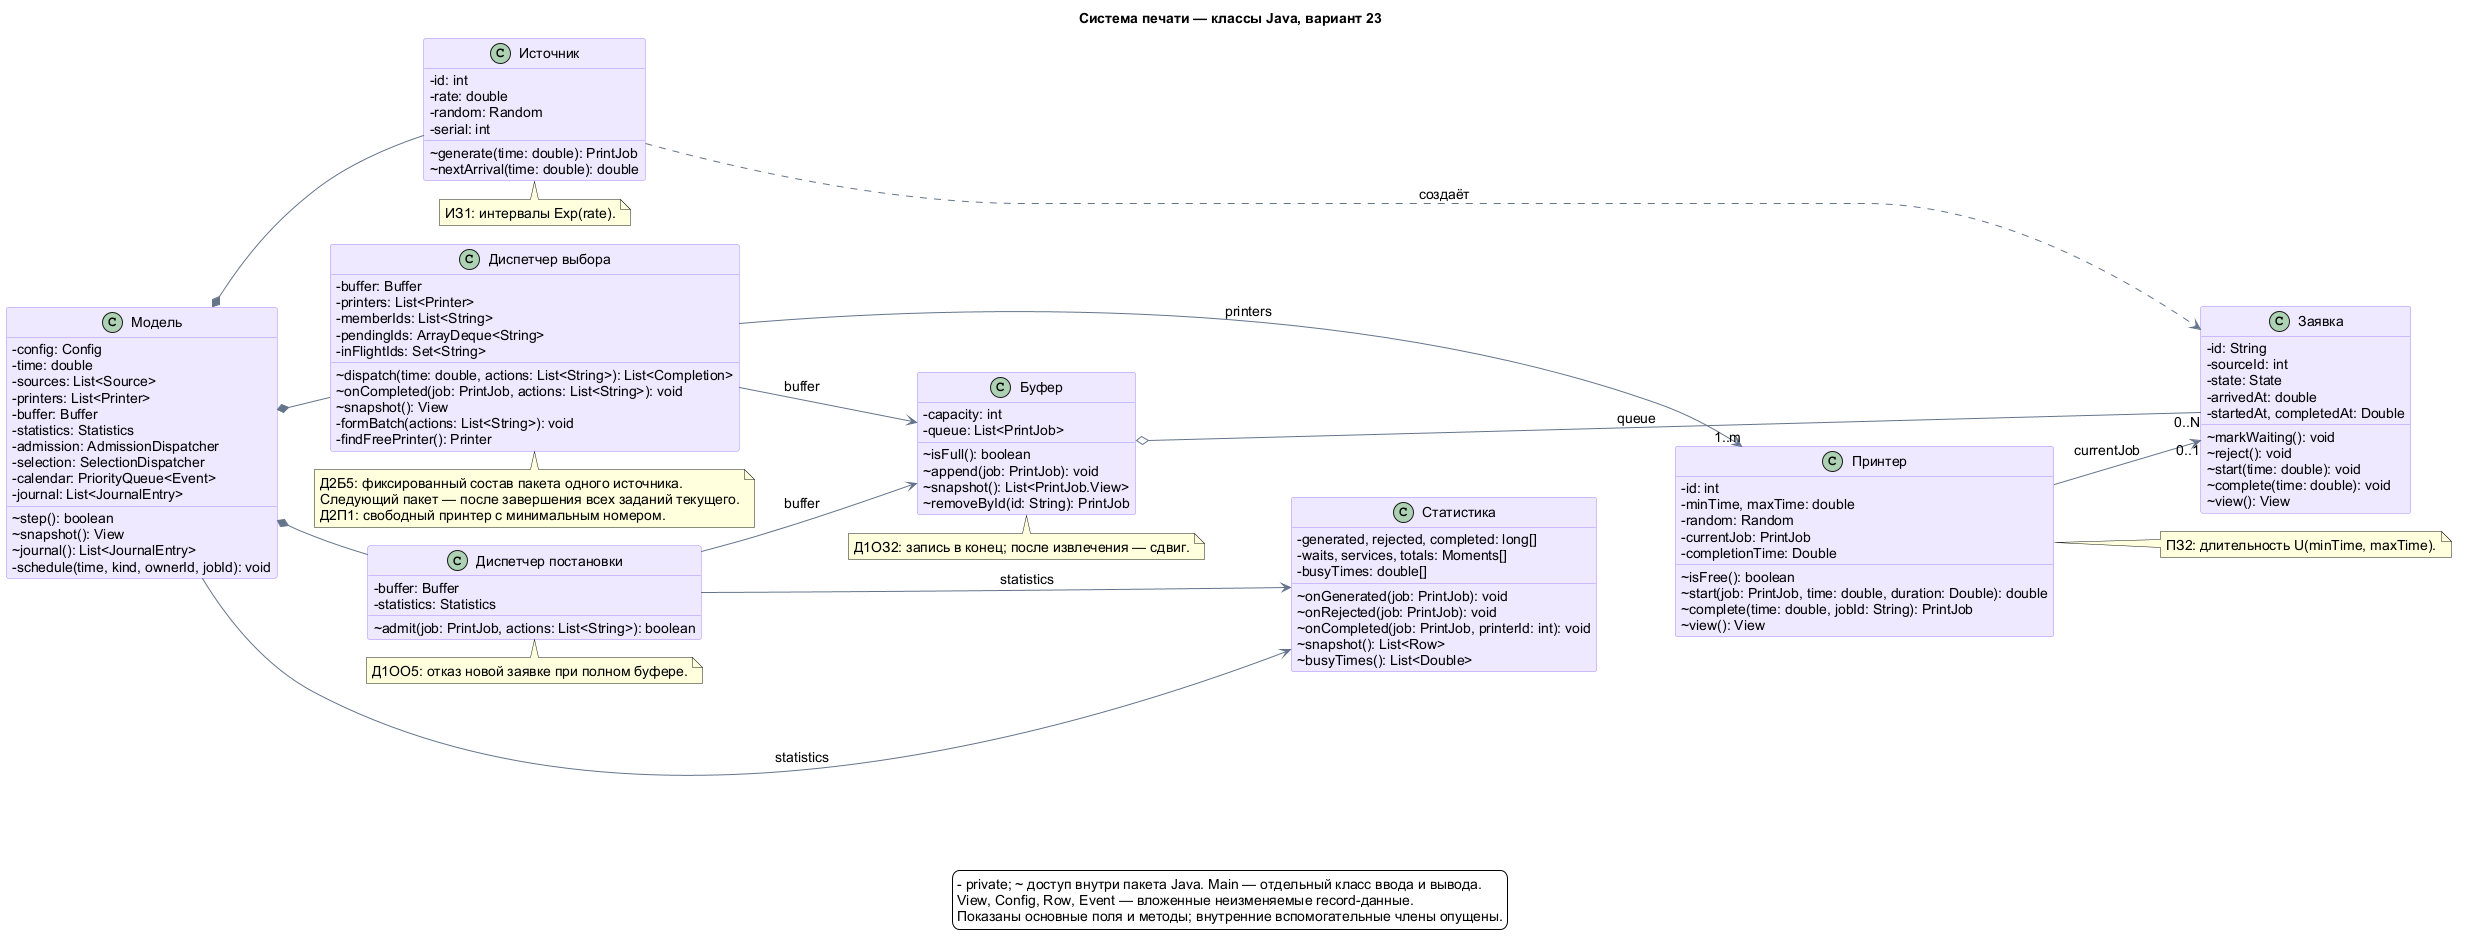 Система печати — классы Java, вариант 23
C Источник
-id: int
-rate: double
-random: Random
-serial: int
~generate(time: double): PrintJob
~nextArrival(time: double): double
ИЗ1: интервалы Exp(rate).
создаёт
C Диспетчер выбора
-buffer: Buffer
-printers: List<Printer>
-memberIds: List<String>
-pendingIds: ArrayDeque<String>
-inFlightIds: Set<String>
~dispatch(time: double, actions: List<String>): List<Completion>
~onCompleted(job: PrintJob, actions: List<String>): void
~snapshot(): View
-formBatch(actions: List<String>): void
-findFreePrinter(): Printer
Д2Б5: фиксированный состав пакета одного источника.
Следующий пакет — после завершения всех заданий текущего.
Д2П1: свободный принтер с минимальным номером.
C Модель
-config: Config
-time: double
-sources: List<Source>
-printers: List<Printer>
-buffer: Buffer
-statistics: Statistics
-admission: AdmissionDispatcher
-selection: SelectionDispatcher
-calendar: PriorityQueue<Event>
-journal: List<JournalEntry>
~step(): boolean
~snapshot(): View
~journal(): List<JournalEntry>
-schedule(time, kind, ownerId, jobId): void
C Диспетчер постановки
-buffer: Buffer
-statistics: Statistics
~admit(job: PrintJob, actions: List<String>): boolean
Д1ОО5: отказ новой заявке при полном буфере.
printers
1..m
buffer
buffer
statistics
statistics
C Буфер
-capacity: int
-queue: List<PrintJob>
~isFull(): boolean
~append(job: PrintJob): void
~snapshot(): List<PrintJob.View>
~removeById(id: String): PrintJob
Д1ОЗ2: запись в конец; после извлечения — сдвиг.
queue
0..N
C Статистика
-generated, rejected, completed: long[]
-waits, services, totals: Moments[]
-busyTimes: double[]
~onGenerated(job: PrintJob): void
~onRejected(job: PrintJob): void
~onCompleted(job: PrintJob, printerId: int): void
~snapshot(): List<Row>
~busyTimes(): List<Double>
C Принтер
-id: int
-minTime, maxTime: double
-random: Random
-currentJob: PrintJob
-completionTime: Double
~isFree(): boolean
~start(job: PrintJob, time: double, duration: Double): double
~complete(time: double, jobId: String): PrintJob
~view(): View
currentJob
0..1
C Заявка
-id: String
-sourceId: int
-state: State
-arrivedAt: double
-startedAt, completedAt: Double
~markWaiting(): void
~reject(): void
~start(time: double): void
~complete(time: double): void
~view(): View
ПЗ2: длительность U(minTime, maxTime).
- private; ~ доступ внутри пакета Java. Main — отдельный класс ввода и вывода.
View, Config, Row, Event — вложенные неизменяемые record-данные.
Показаны основные поля и методы; внутренние вспомогательные члены опущены.